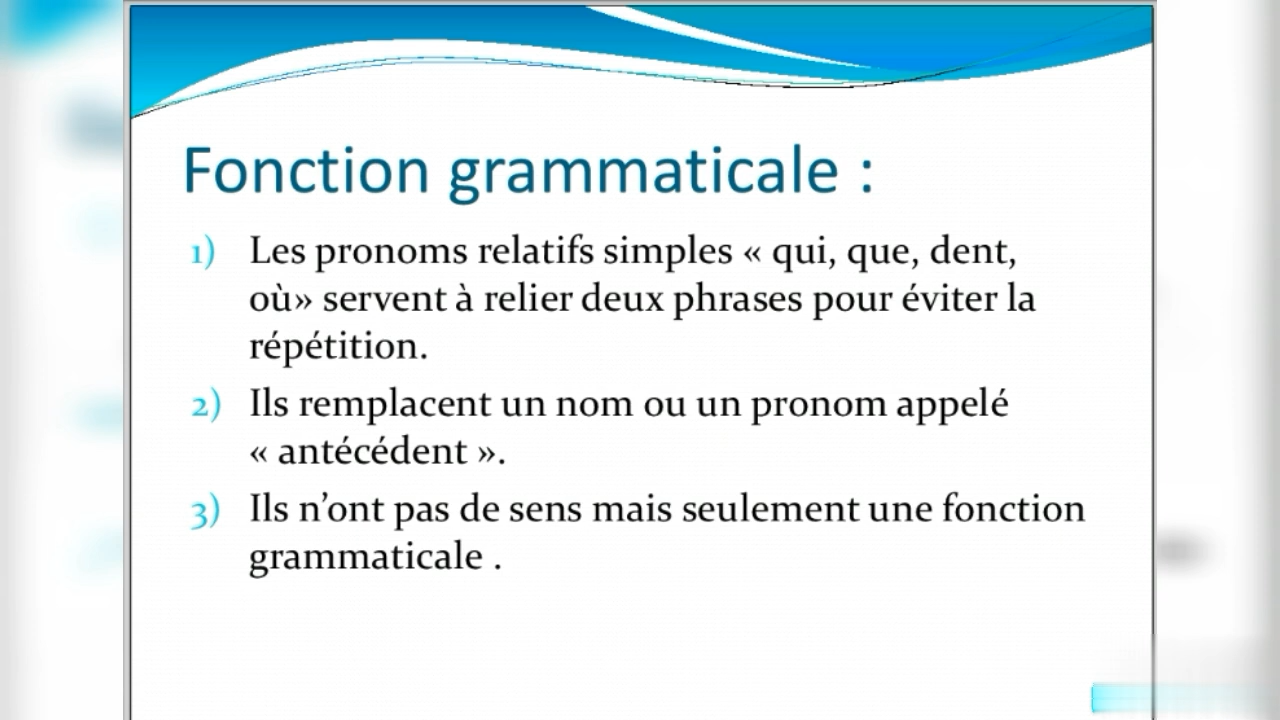 Fonction grammaticale :
1) Les pronoms relatifs simples « qui, que, dent,
où» servent à relier deux phrases pour éviter la
répétition.
2) Ils remplacent un nom ou un pronom appelé
« antécédent ».
3) Ils n’ont pas de sens mais seulement une fonction
grammaticale .